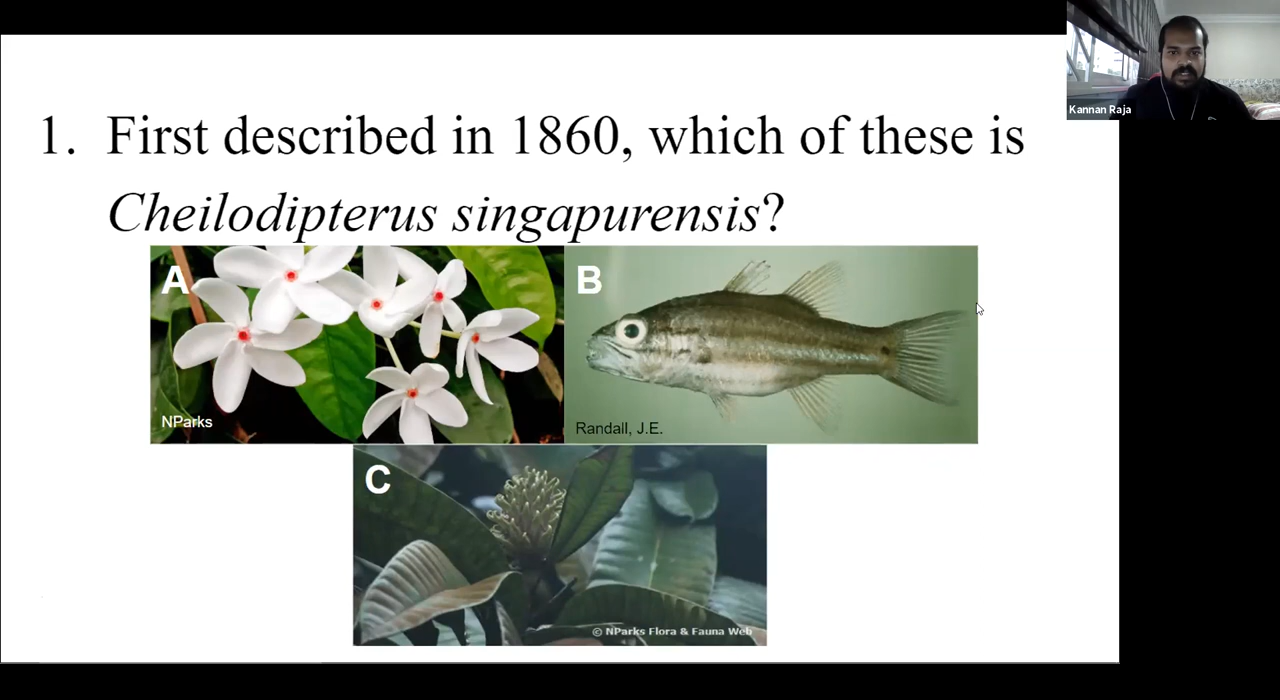 Kannan Raja
1. First described in 1860, which of these is
Cheilodipterus singapurensis?
A
B
NParks
Randall, J.E.
C
© NParks Flora & Fauna Web